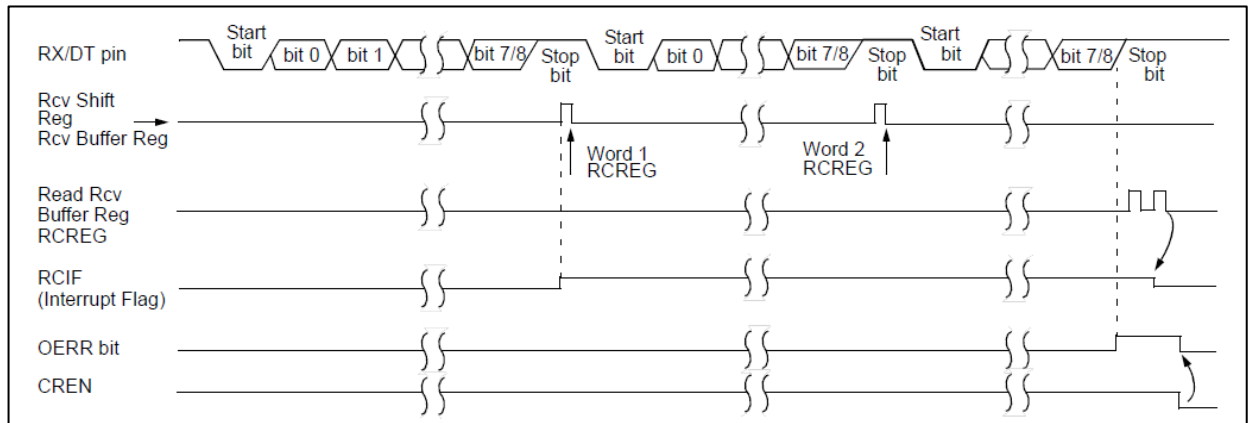 Start
bit
bit 0
bit 1
bit 7/8
Stop
bit
Start
bit
bit 0
bit 7/8
Stop
bit
Start
bit
bit 7/8
Stop
bit
RX/DT pin
Rcv Shift
Reg
Rcv Buffer Reg
Word 1
RCREG
Word 2
RCREG
Read Rcv
Buffer Reg
RCREG
RCIF
(Interrupt Flag)
OERR bit
CREN